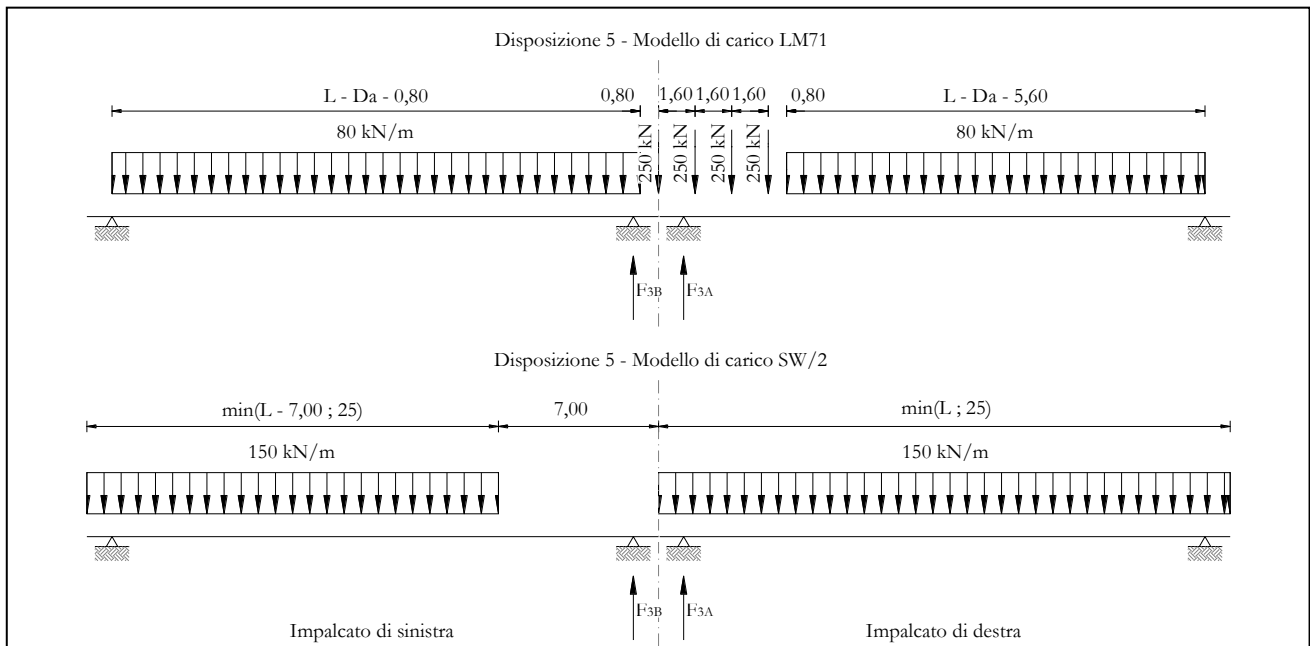 Disposizione 5 - Modello di carico LM71
L - Da - 0,80 0,80 1,60 1,60 1,60 0,80 L - Da - 5,60
80 kN/m 250 kN 250 kN 250 kN 250 kN 80 kN/m
F3B F3A
Disposizione 5 - Modello di carico SW/2
min(L - 7,00 ; 25) 7,00 min(L ; 25)
150 kN/m 150 kN/m
F3B F3A
Impalcato di sinistra Impalcato di destra